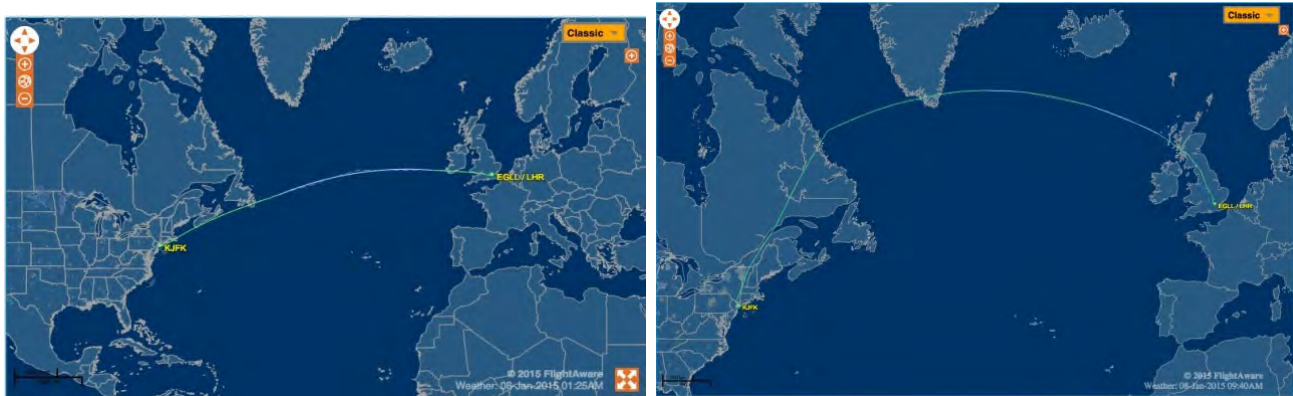 Classic
EGLL / LHR
KJFK
© 2015 FlightAware
Weather: 08-Jan-2015 01:25AM
Classic
EGLL / LHR
KJFK
© 2015 FlightAware
Weather: 08-Jan-2015 09:40AM